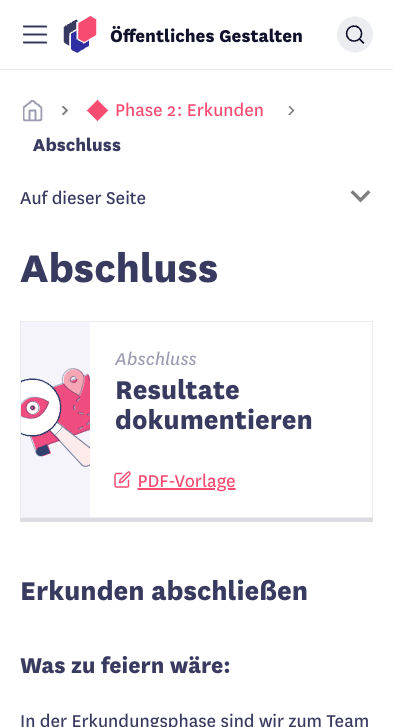 Öffentliches Gestalten
Phase 2: Erkunden
Abschluss
Auf dieser Seite
Abschluss
Abschluss
Resultate
dokumentieren
PDF-Vorlage
Erkunden abschließen
Was zu feiern wäre:
In der Erkundungsphase sind wir zum Team